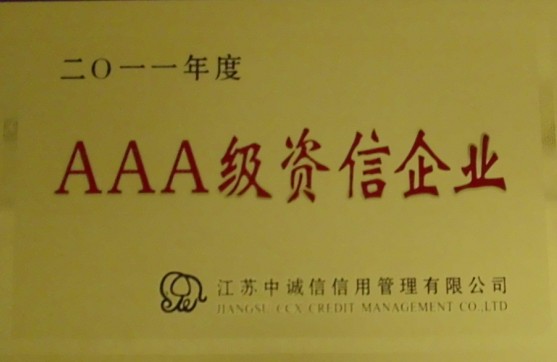 二〇一一年度
AAA级资信企业
江苏中诚信信用管理有限公司
JIANGSU CCX CREDIT MANAGEMENT CO.,LTD